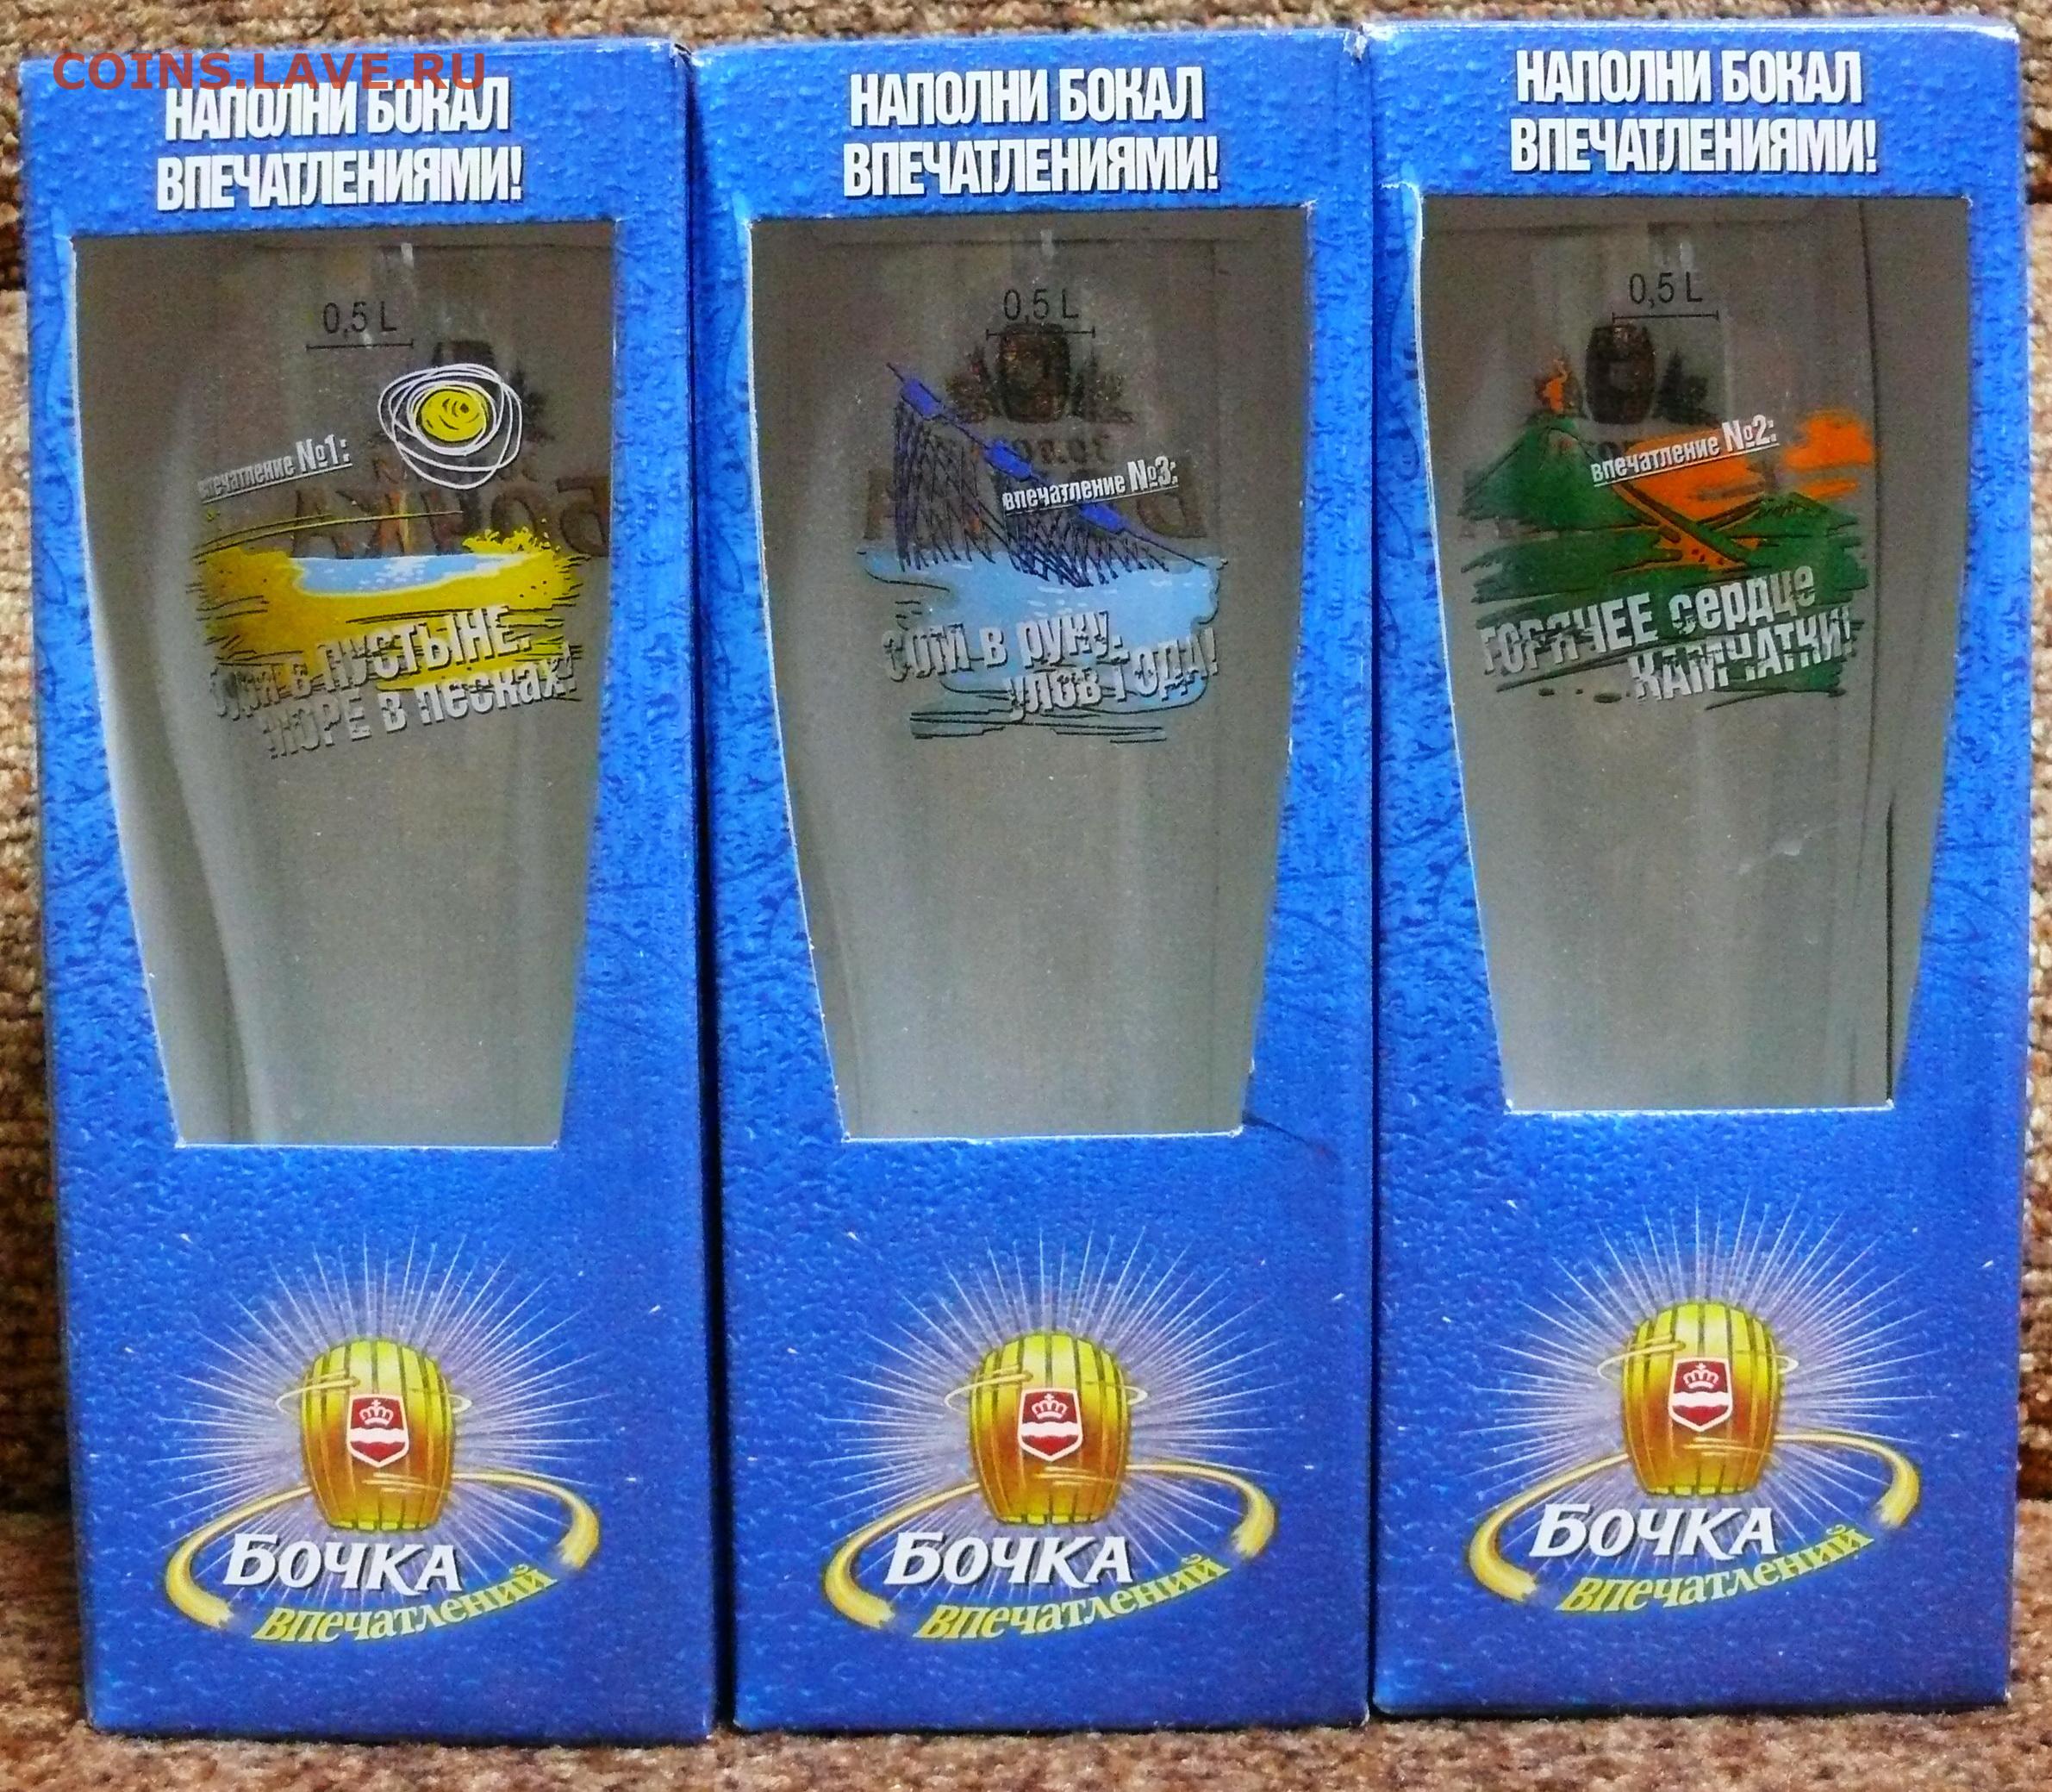 COINS.LAVE.RU
НАПОЛНИ БОКАЛ
ВПЕЧАТЛЕНИЯМИ!
0,5 L
впечатление №1:
в ПУСТЫНЕ,
МОРЕ в песках!
БОЧКА
впечатлений
НАПОЛНИ БОКАЛ
ВПЕЧАТЛЕНИЯМИ!
0,5 L
впечатление №3:
СОМ в руку,
улов ГОДА!
БОЧКА
впечатлений
НАПОЛНИ БОКАЛ
ВПЕЧАТЛЕНИЯМИ!
0,5 L
впечатление №2:
ГОРЯЧЕЕ сердце
КАМЧАТКИ!
БОЧКА
впечатлений